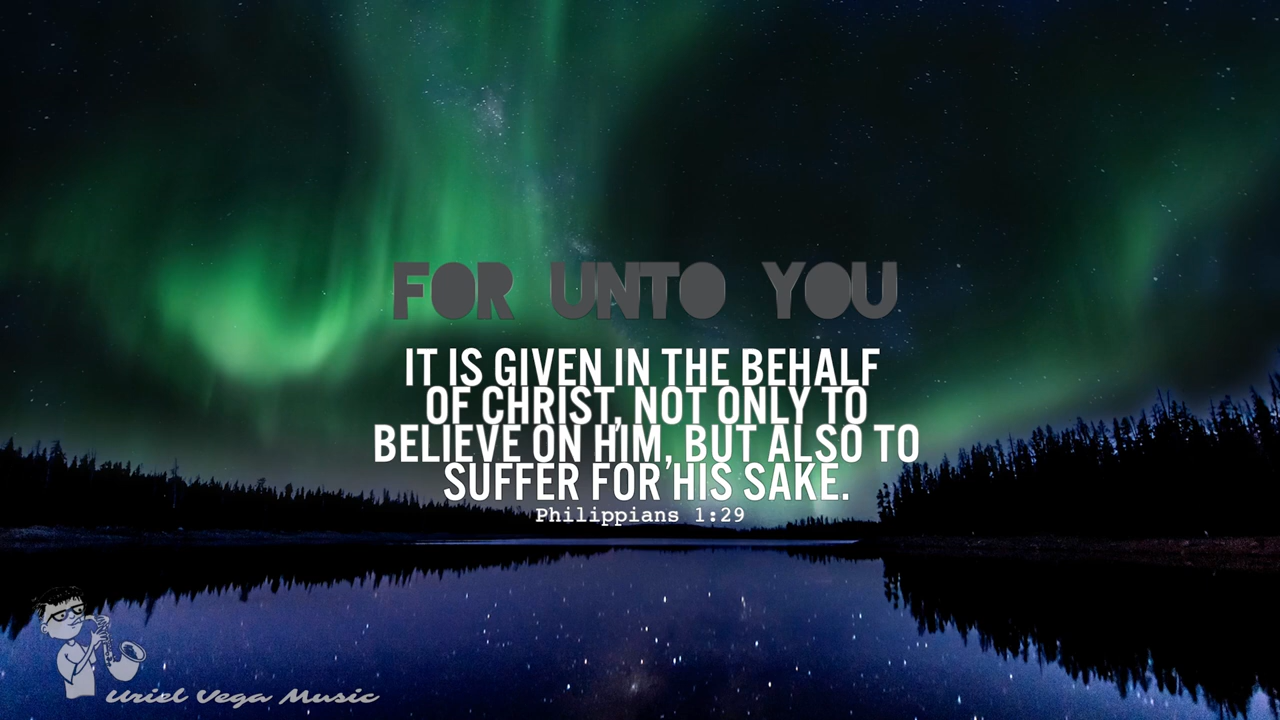 FOR UNTO YOU
IT IS GIVEN IN THE BEHALF
OF CHRIST, NOT ONLY TO
BELIEVE ON HIM, BUT ALSO TO
SUFFER FOR HIS SAKE.
Philippians 1:29
Uriel Vega Music